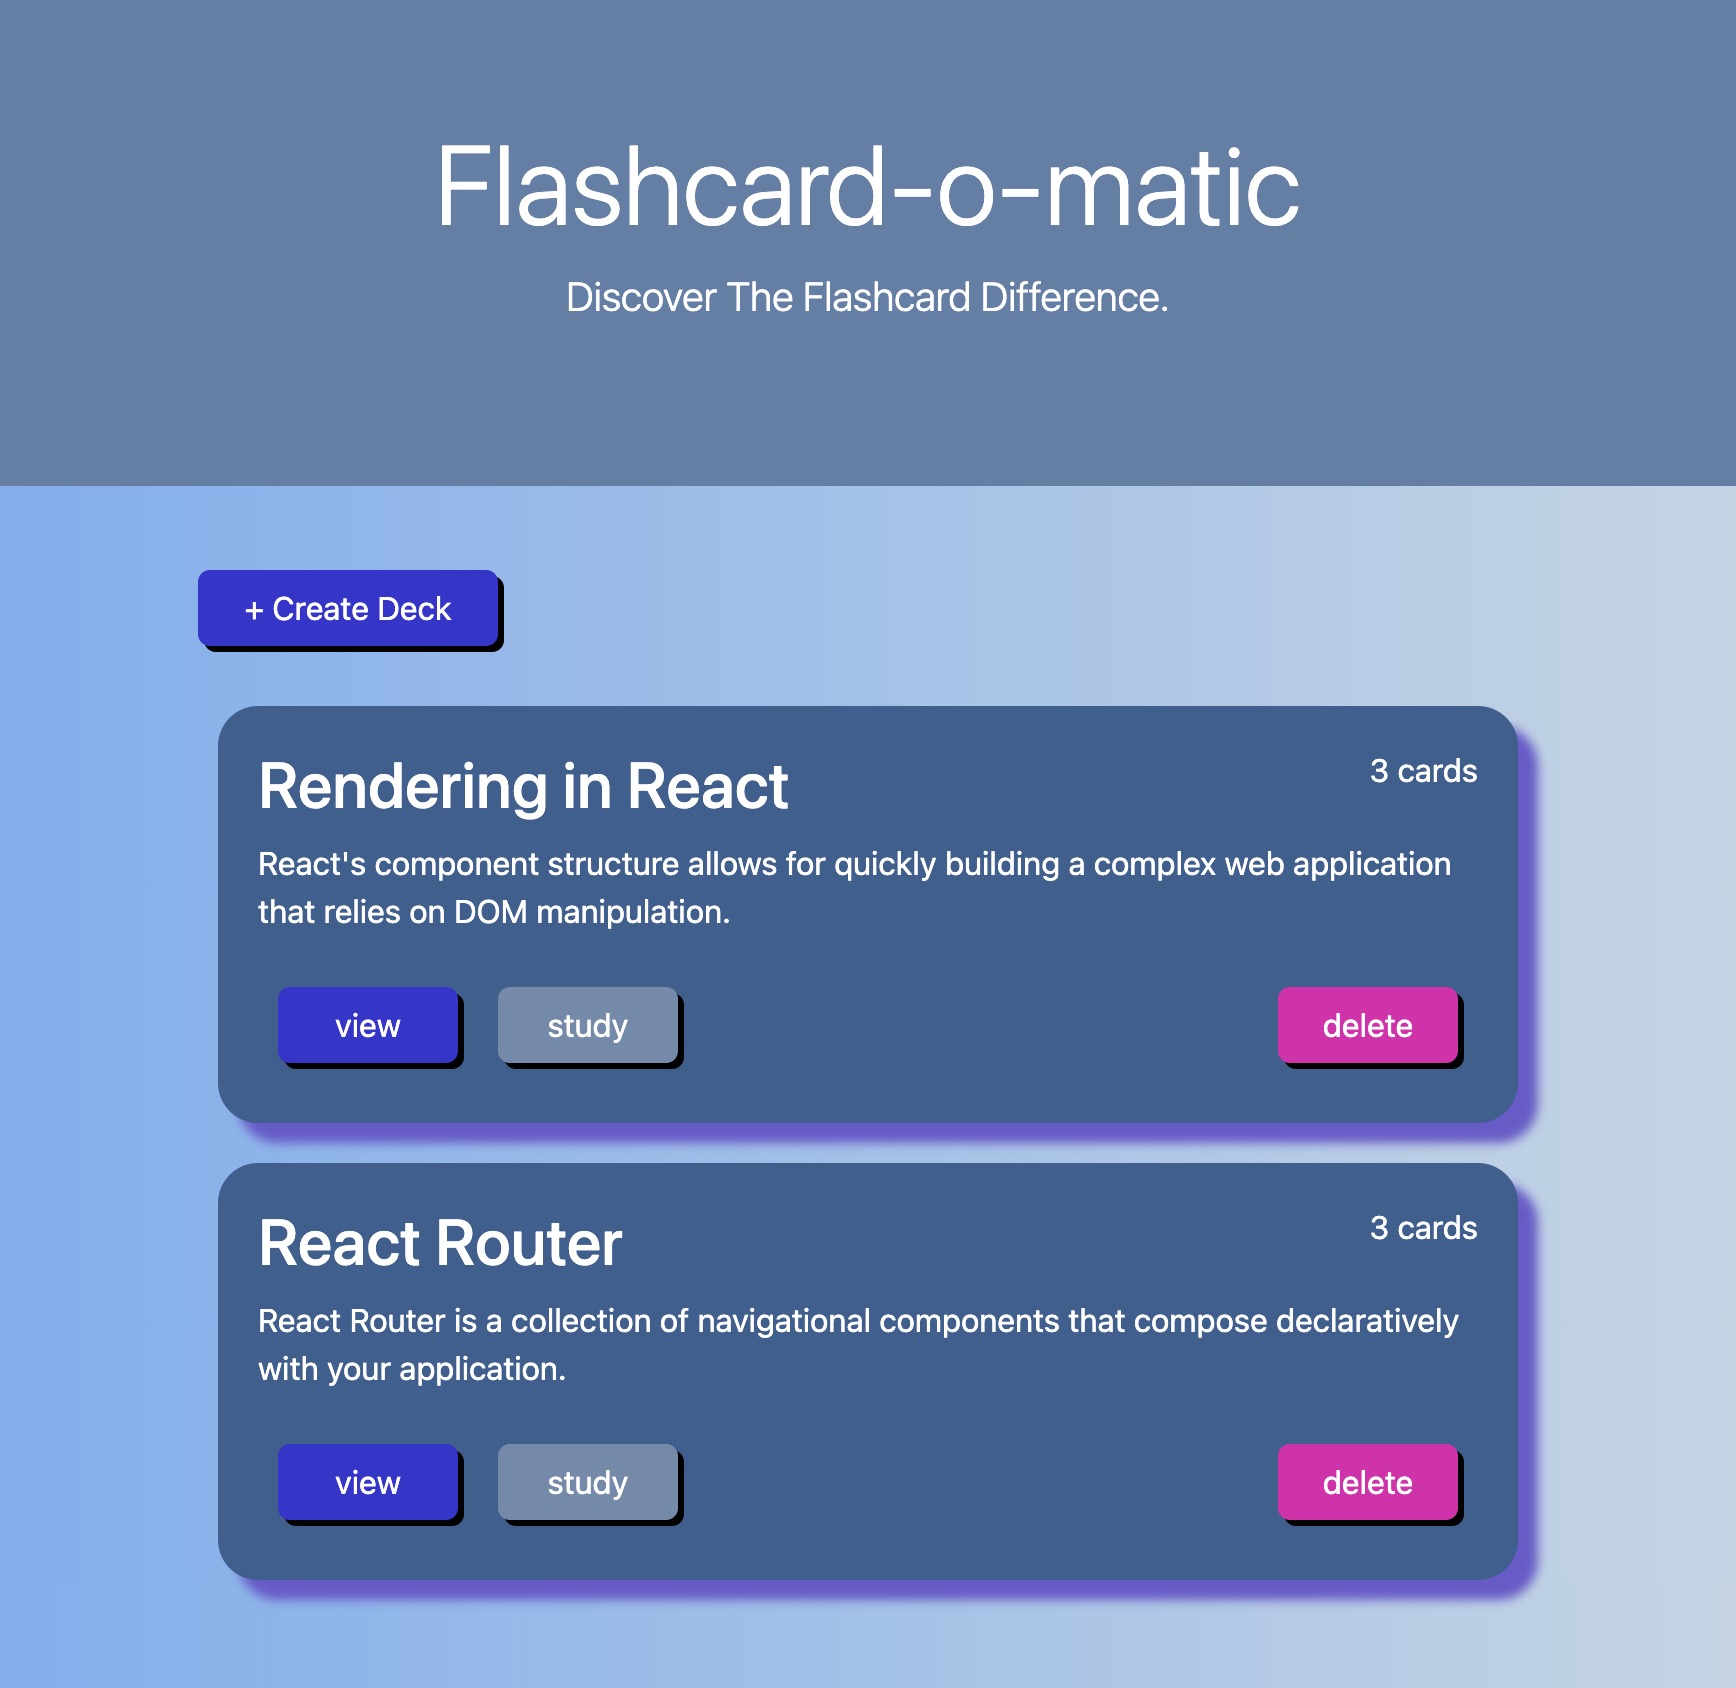 Flashcard-o-matic
Discover The Flashcard Difference.
+ Create Deck
Rendering in React
3 cards
React's component structure allows for quickly building a complex web application
that relies on DOM manipulation.
view
study
delete
React Router
3 cards
React Router is a collection of navigational components that compose declaratively
with your application.
view
study
delete